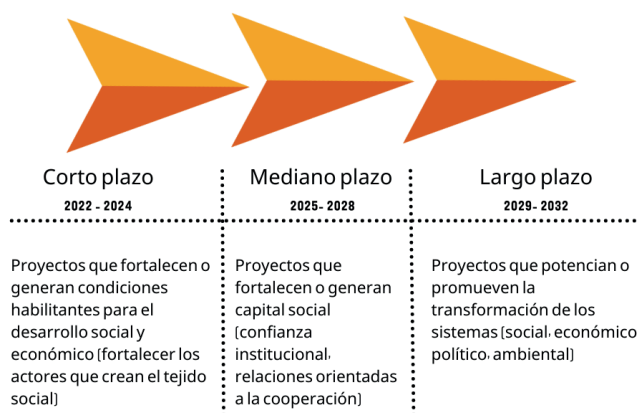 Corto plazo
2022 - 2024
Proyectos que fortalecen o
generan condiciones
habilitantes para el
desarrollo social y
económico (fortalecer los
actores que crean el tejido
social)
Mediano plazo
2025- 2028
Proyectos que
fortalecen o generan
capital social
(confianza
institucional,
relaciones orientadas
a la cooperación)
Largo plazo
2029- 2032
Proyectos que potencian o
promueven la
transformación de los
sistemas (social, económico
político, ambiental)